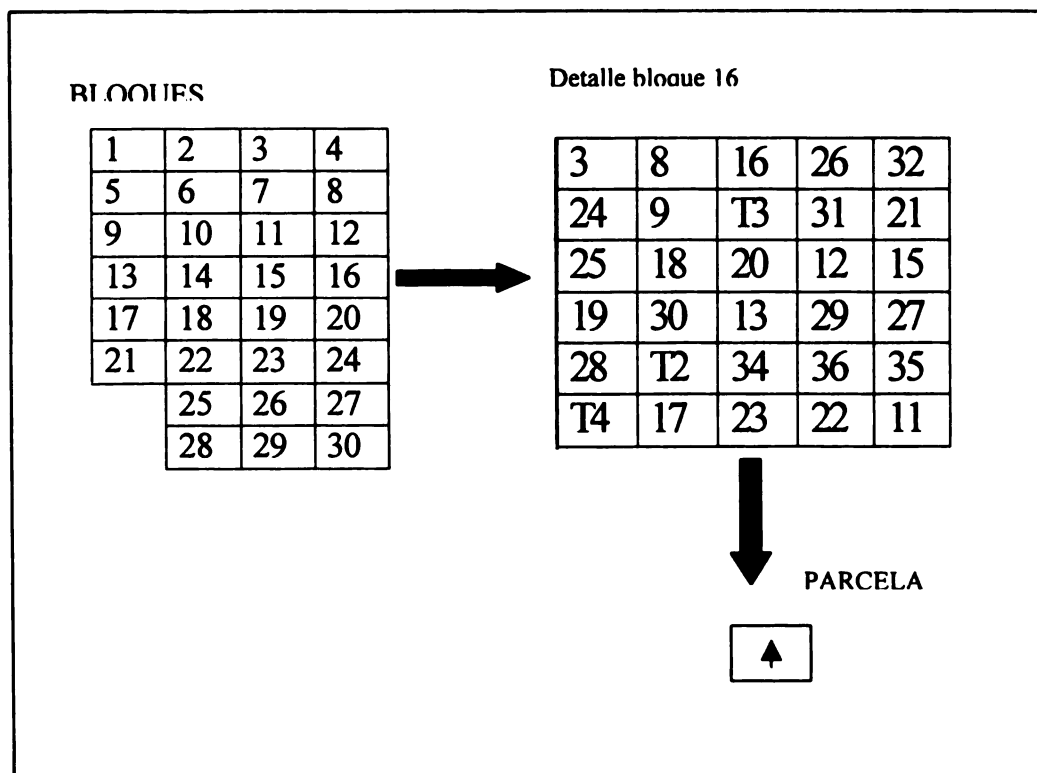 BLOQUES
1 2 3 4
5 6 7 8
9 10 11 12
13 14 15 16
17 18 19 20
21 22 23 24
25 26 27
28 29 30
Detalle bloque 16
3 8 16 26 32
24 9 T3 31 21
25 18 20 12 15
19 30 13 29 27
28 T2 34 36 35
T4 17 23 22 11
PARCELA